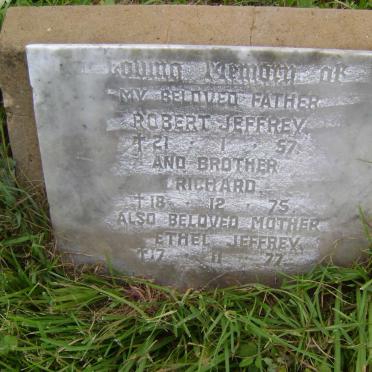 In Loving Memory of
MY BELOVED FATHER
ROBERT JEFFREY
†21 · 1 · 57.
AND BROTHER
RICHARD
†18 · 12 · 75
ALSO BELOVED MOTHER
ETHEL JEFFREY
†17 · 11 · 77.